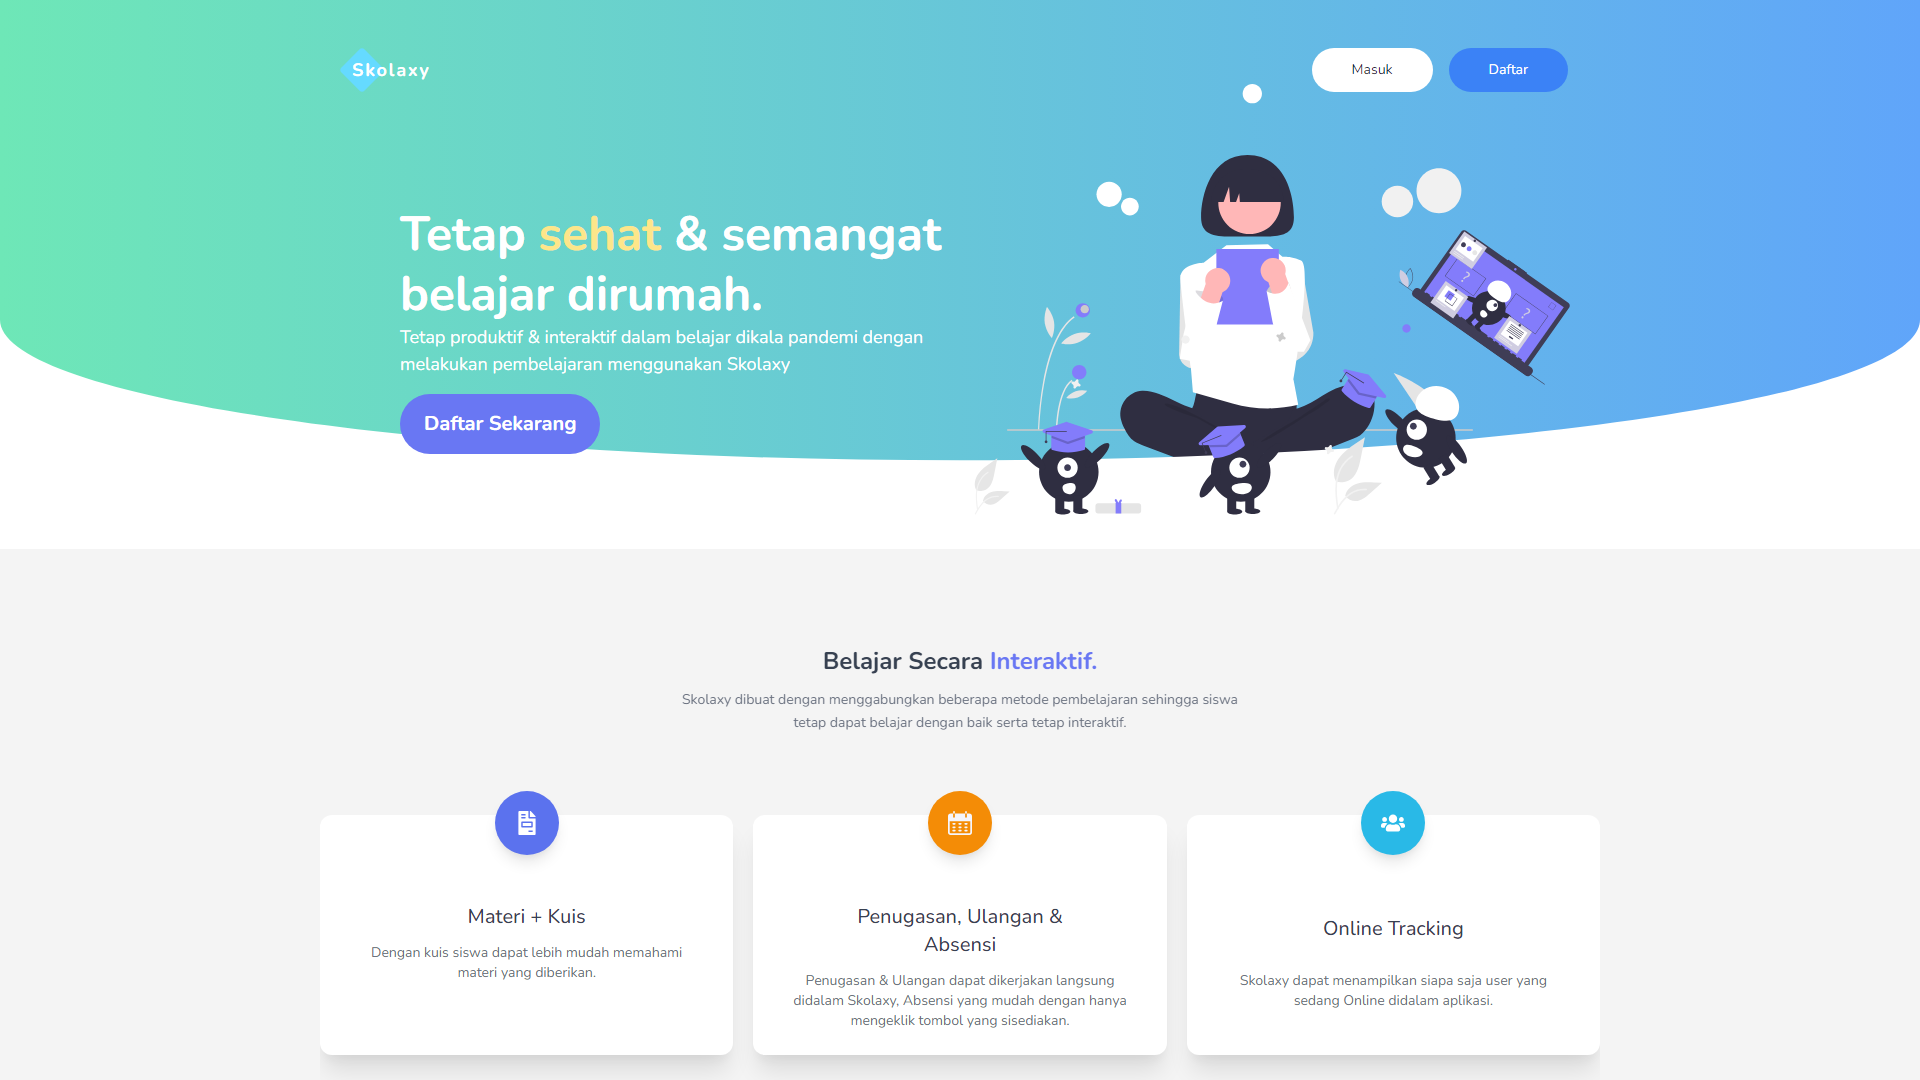 Skolaxy
Masuk
Daftar
Tetap sehat & semangat
belajar dirumah.
Tetap produktif & interaktif dalam belajar dikala pandemi dengan
melakukan pembelajaran menggunakan Skolaxy
Daftar Sekarang
Belajar Secara Interaktif.
Skolaxy dibuat dengan menggabungkan beberapa metode pembelajaran sehingga siswa
tetap dapat belajar dengan baik serta tetap interaktif.
Materi + Kuis
Dengan kuis siswa dapat lebih mudah memahami
materi yang diberikan.
Penugasan, Ulangan &
Absensi
Penugasan & Ulangan dapat dikerjakan langsung
didalam Skolaxy, Absensi yang mudah dengan hanya
mengeklik tombol yang sisediakan.
Online Tracking
Skolaxy dapat menampilkan siapa saja user yang
sedang Online didalam aplikasi.